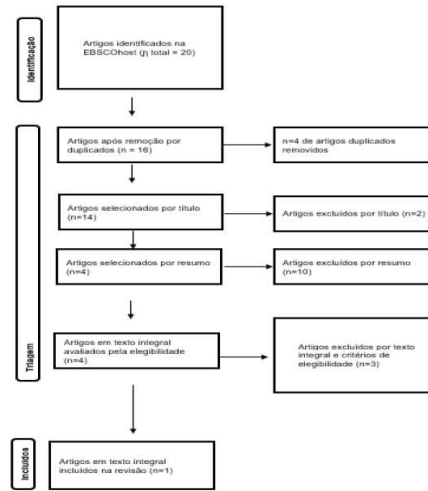 Identificação
Artigos identificados na
EBSCOhost (n total = 20)
Triagem
Artigos após remoção por
duplicados (n = 16)
n=4 de artigos duplicados
removidos
Artigos selecionados por título
(n=14)
Artigos excluídos por título (n=2)
Artigos selecionados por resumo
(n=4)
Artigos excluídos por resumo
(n=10)
Artigos em texto integral
avaliados pela elegibilidade
(n=4)
Artigos excluídos por texto
integral e critérios de
elegibilidade (n=3)
Incluídos
Artigos em texto integral
incluídos na revisão (n=1)